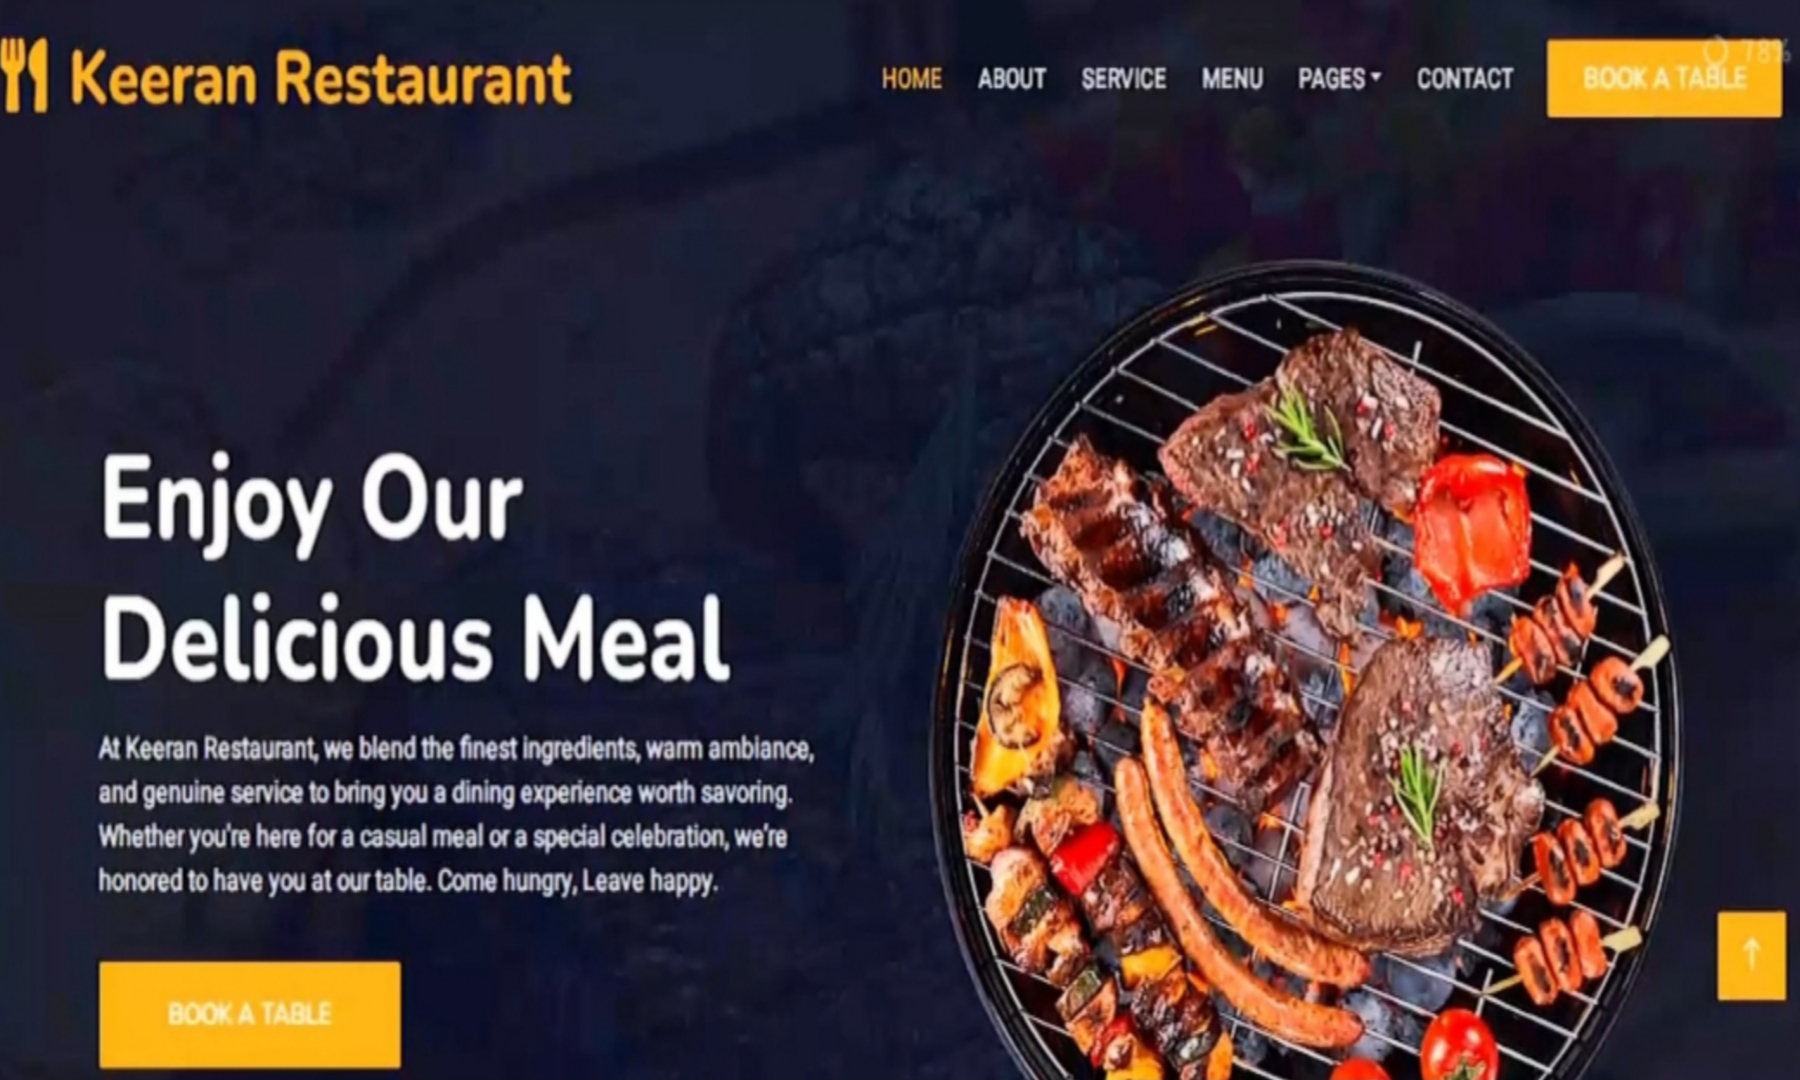 Keeran Restaurant
HOME ABOUT SERVICE MENU PAGES CONTACT BOOK A TABLE
78%
Enjoy Our
Delicious Meal
At Keeran Restaurant, we blend the finest ingredients, warm ambiance,
and genuine service to bring you a dining experience worth savoring.
Whether you're here for a casual meal or a special celebration, we're
honored to have you at our table. Come hungry, Leave happy.
BOOK A TABLE